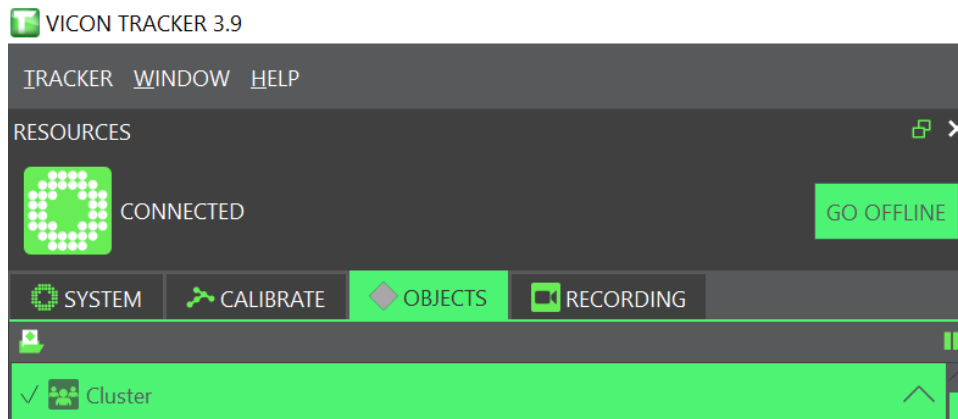 VICON TRACKER 3.9
TRACKER WINDOW HELP
RESOURCES
CONNECTED
GO OFFLINE
SYSTEM CALIBRATE OBJECTS RECORDING
Cluster